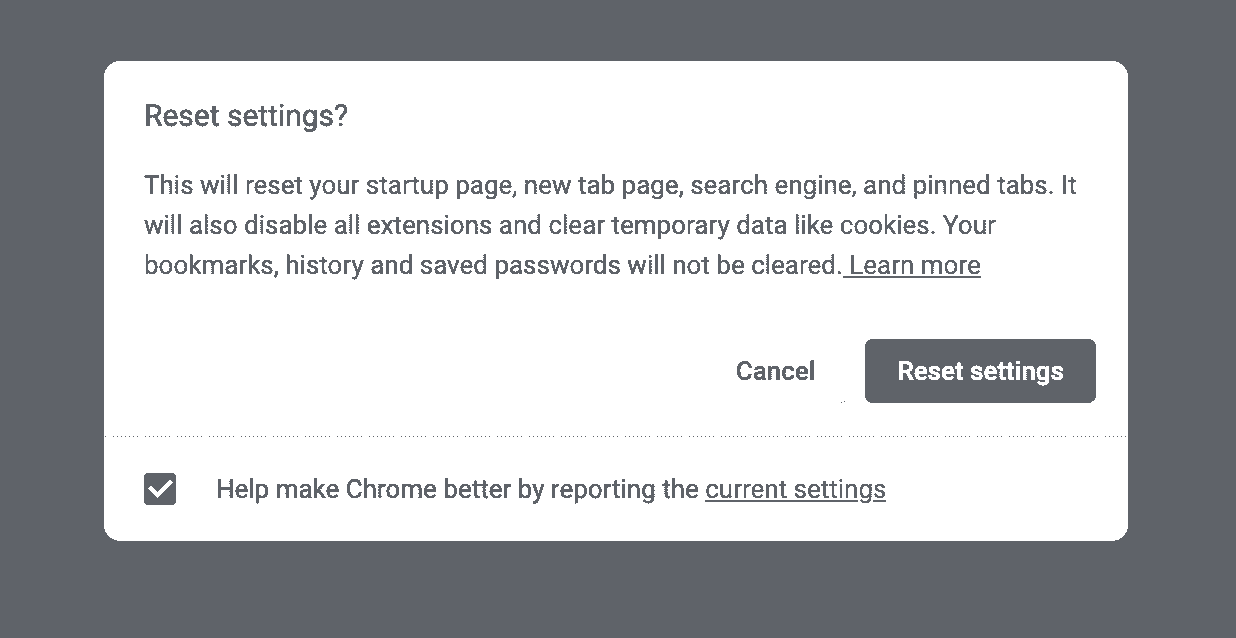 Reset settings?
This will reset your startup page, new tab page, search engine, and pinned tabs. It
will also disable all extensions and clear temporary data like cookies. Your
bookmarks, history and saved passwords will not be cleared. Learn more
Cancel
Reset settings
Help make Chrome better by reporting the current settings